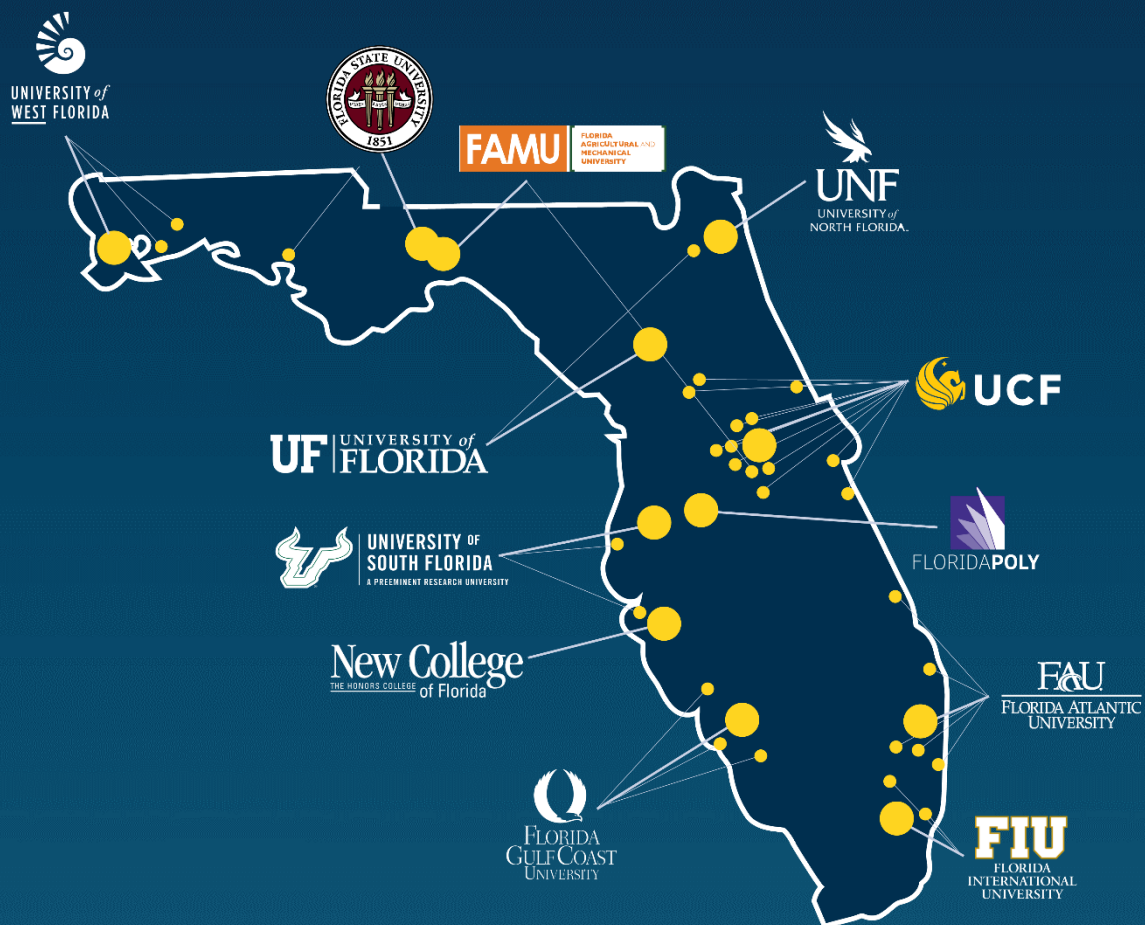 UNIVERSITY of
WEST FLORIDA
FLORIDA STATE UNIVERSITY
1851
FAMU
FLORIDA
AGRICULTURAL AND
MECHANICAL
UNIVERSITY
UNF
UNIVERSITY of
NORTH FLORIDA.
UCF
UF
UNIVERSITY of
FLORIDA
UNIVERSITY OF
SOUTH FLORIDA
A PREEMINENT RESEARCH UNIVERSITY
FLORIDAPOLY
New College
THE HONORS COLLEGE of Florida
FAU
FLORIDA ATLANTIC
UNIVERSITY
FLORIDA
GULF COAST
UNIVERSITY
FIU
FLORIDA
INTERNATIONAL
UNIVERSITY